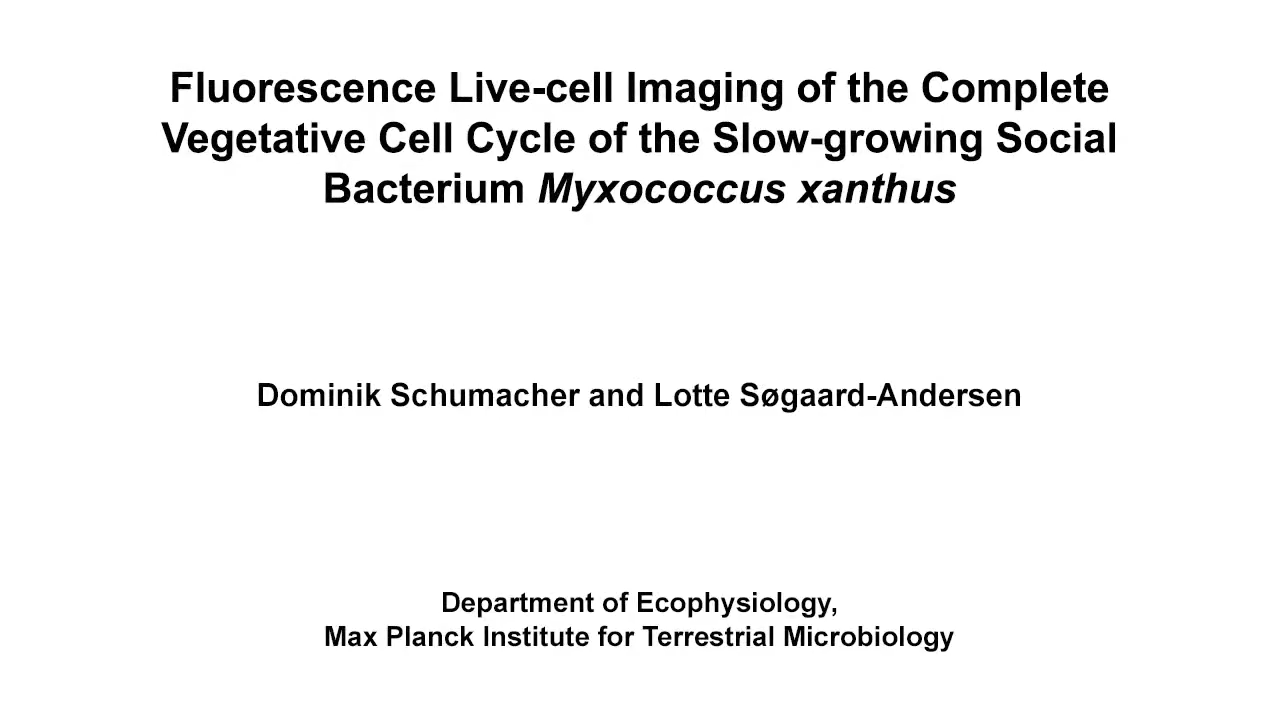 Fluorescence Live-cell Imaging of the Complete
Vegetative Cell Cycle of the Slow-growing Social
Bacterium Myxococcus xanthus
Dominik Schumacher and Lotte Søgaard-Andersen
Department of Ecophysiology,
Max Planck Institute for Terrestrial Microbiology